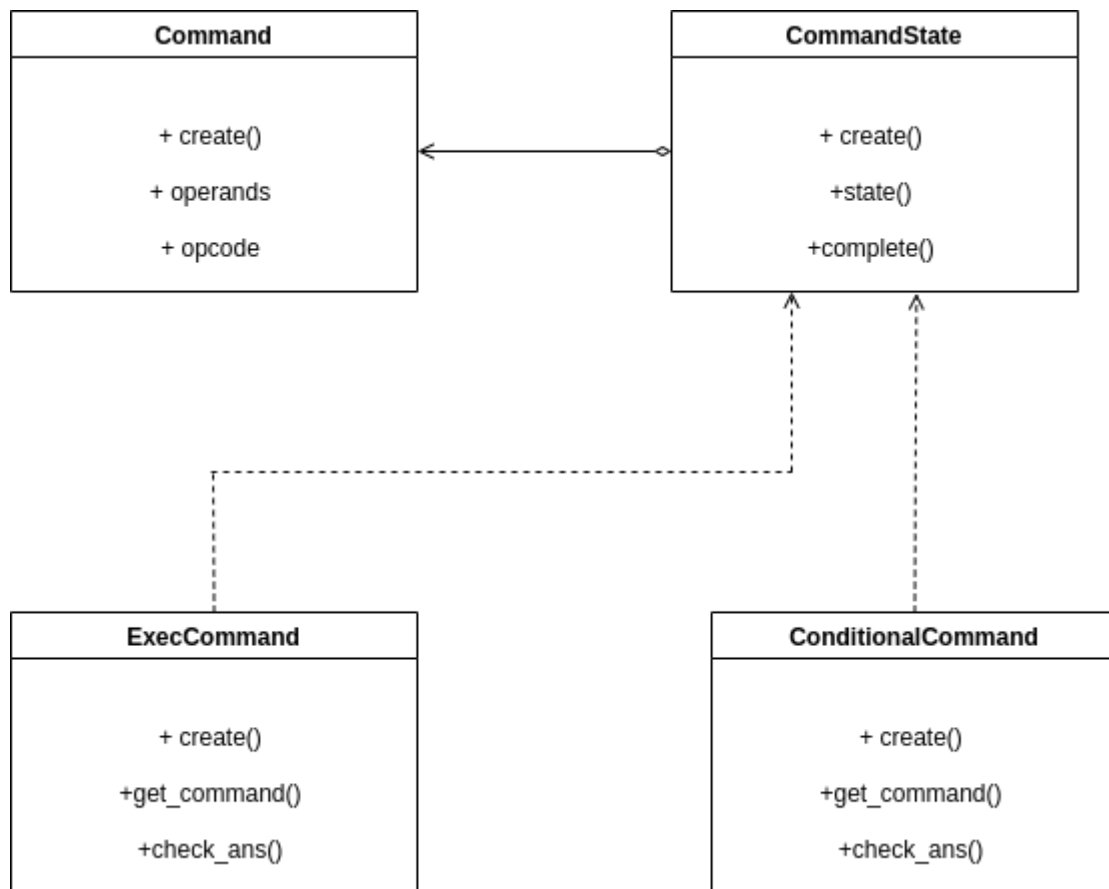 Command
+ create()
+ operands
+ opcode
CommandState
+ create()
+state()
+complete()
ExecCommand
+ create()
+get_command()
+check_ans()
ConditionalCommand
+ create()
+get_command()
+check_ans()